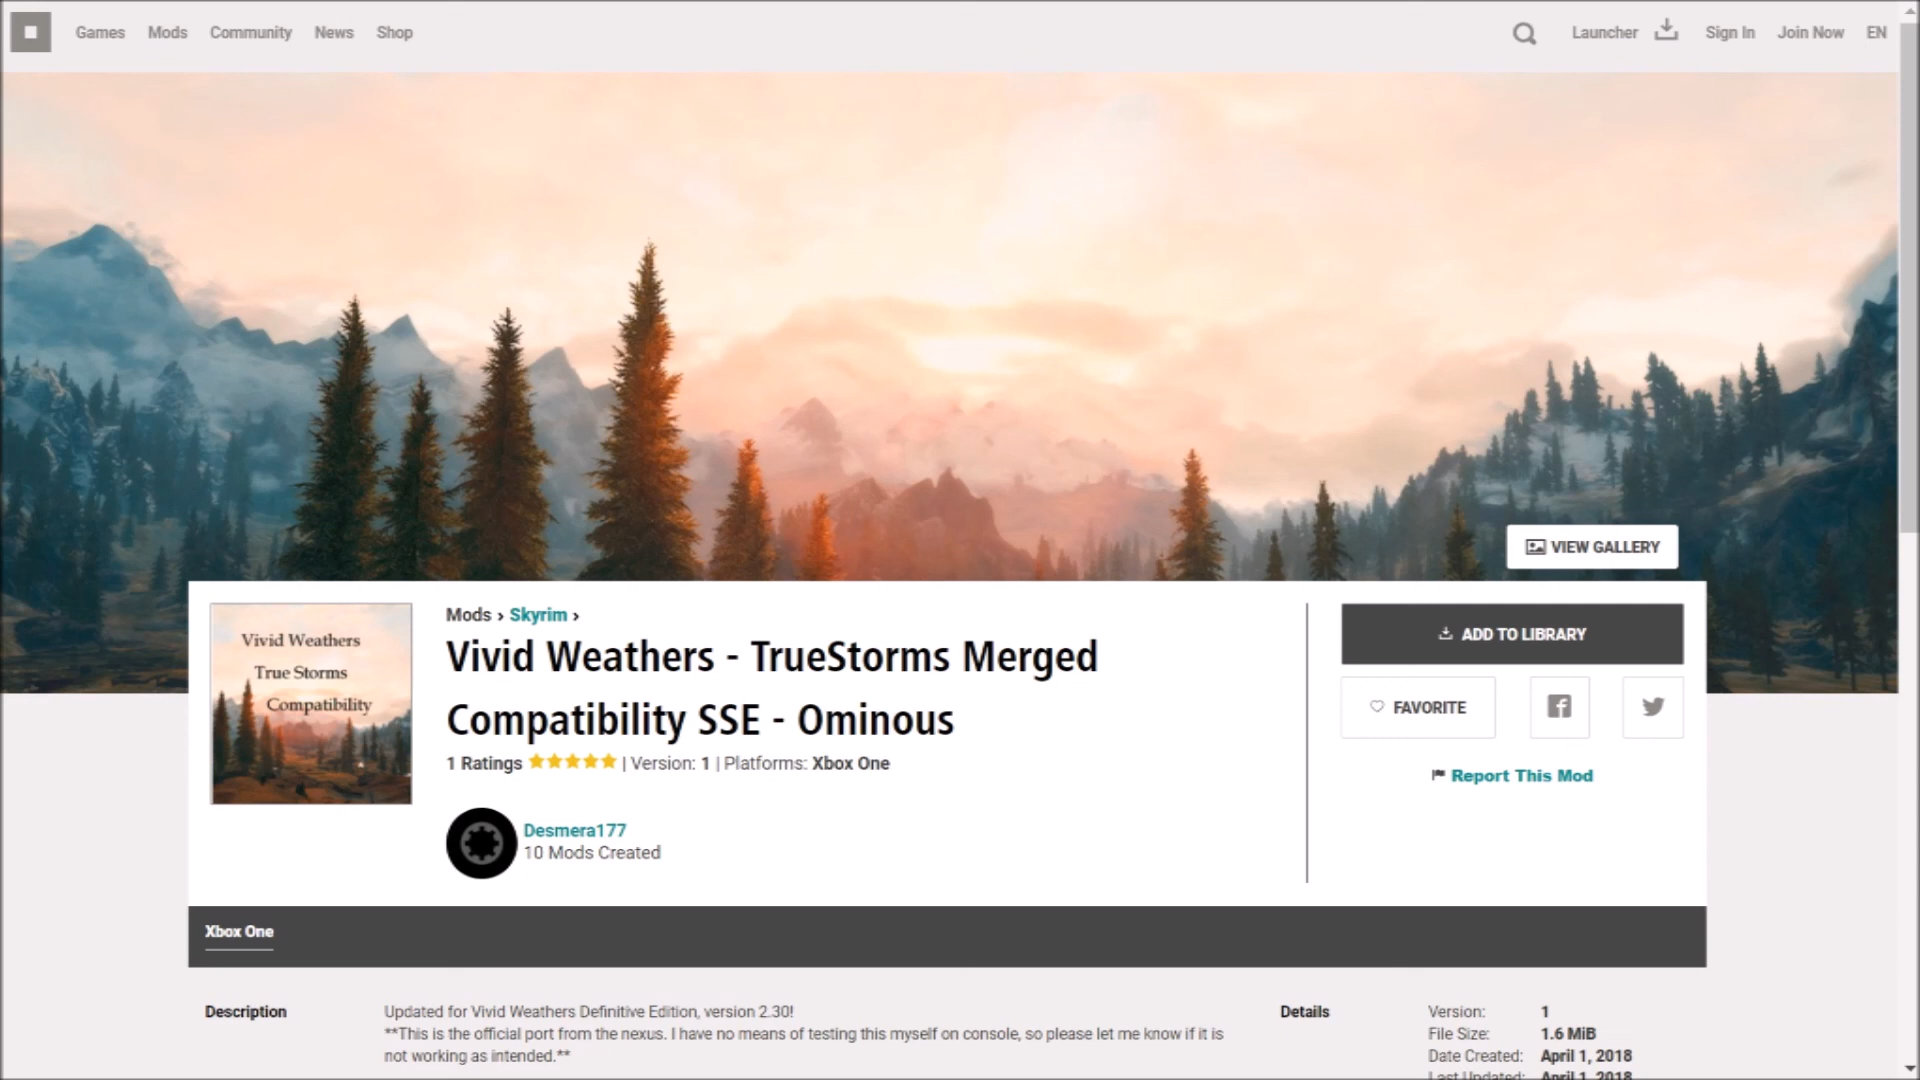 Games Mods Community News Shop
Launcher Sign In Join Now EN
VIEW GALLERY
Vivid Weathers
True Storms
Compatibility
Mods › Skyrim ›
Vivid Weathers - TrueStorms Merged
Compatibility SSE - Ominous
1 Ratings | Version: 1 | Platforms: Xbox One
Desmera177
10 Mods Created
ADD TO LIBRARY
FAVORITE
Report This Mod
Xbox One
Description
Updated for Vivid Weathers Definitive Edition, version 2.30!
**This is the official port from the nexus. I have no means of testing this myself on console, so please let me know if it is
not working as intended.**
Details
Version: 1
File Size: 1.6 MiB
Date Created: April 1, 2018
Last Updated: April 1, 2018